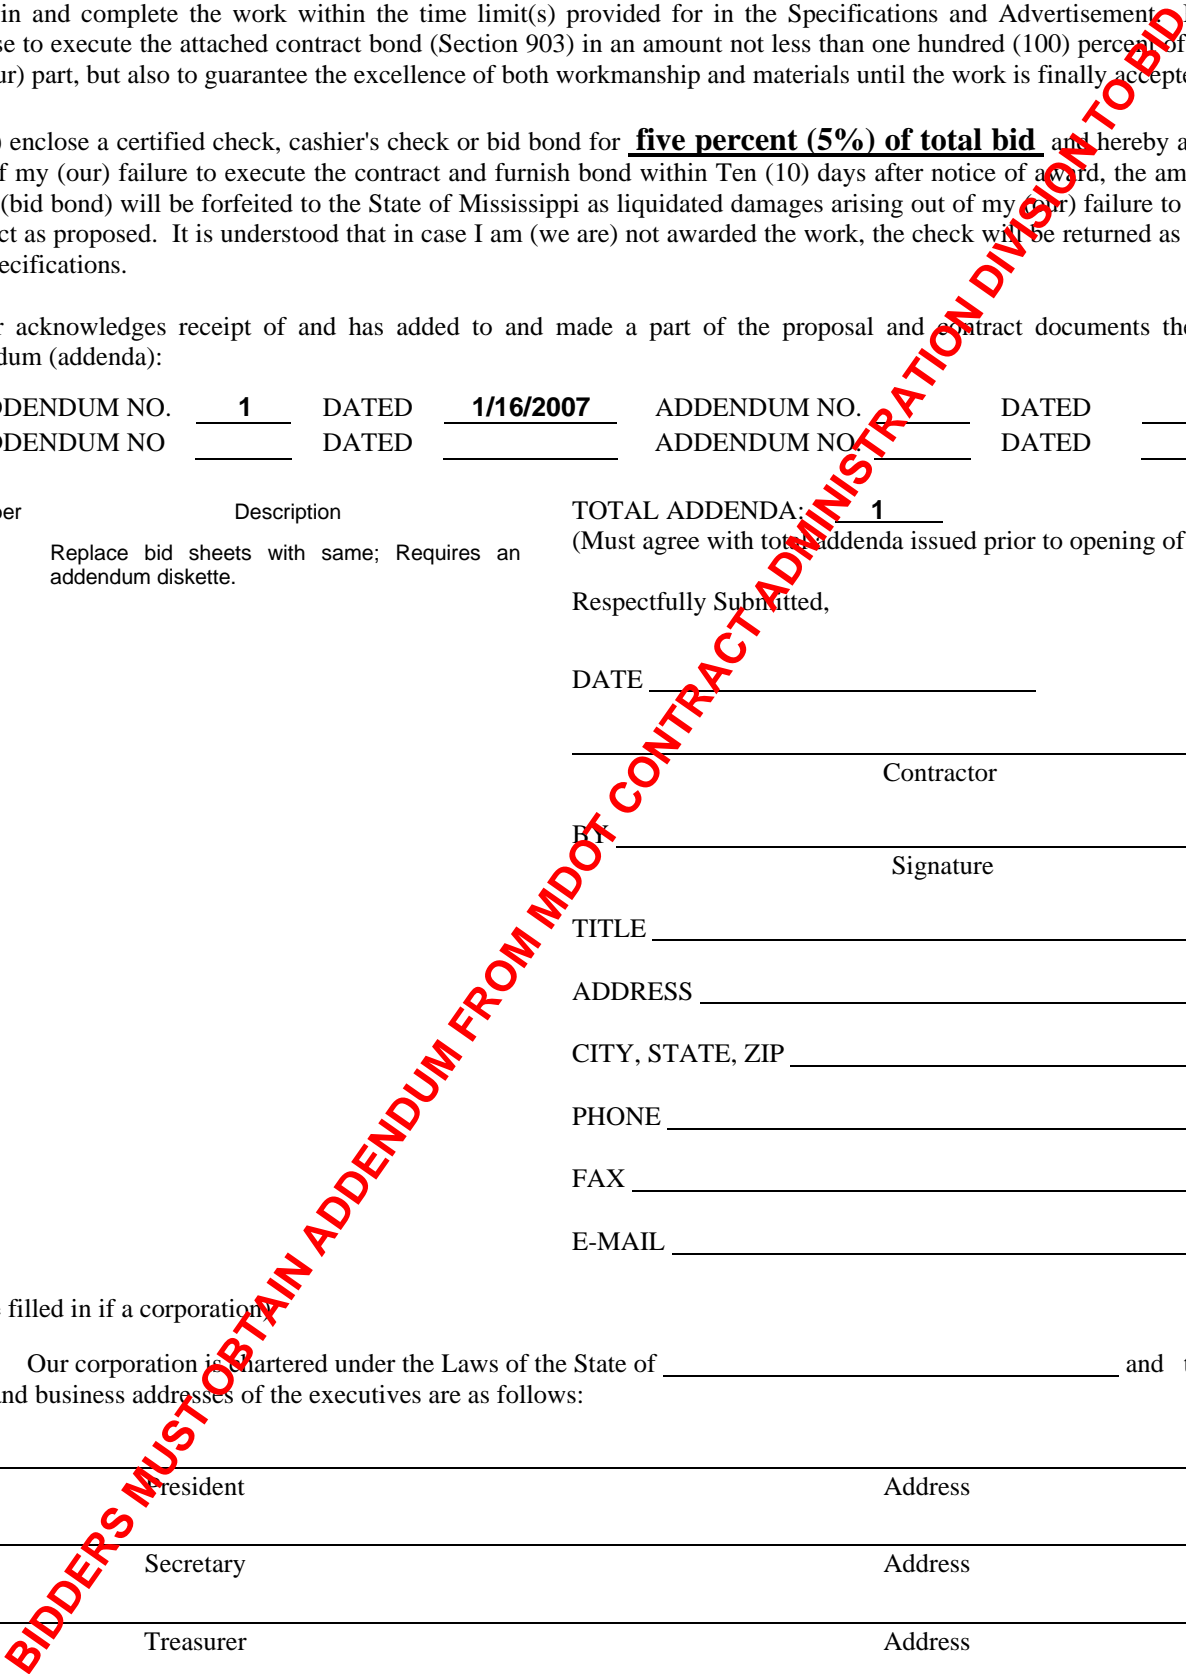 in and complete the work within the time limit(s) provided for in the Specifications and Advertisement.
se to execute the attached contract bond (Section 903) in an amount not less than one hundred (100) percent of
ur) part, but also to guarantee the excellence of both workmanship and materials until the work is finally accepte
) enclose a certified check, cashier's check or bid bond for five percent (5%) of total bid and hereby a
f my (our) failure to execute the contract and furnish bond within Ten (10) days after notice of award, the am
(bid bond) will be forfeited to the State of Mississippi as liquidated damages arising out of my (our) failure to
ct as proposed. It is understood that in case I am (we are) not awarded the work, the check will be returned as
ecifications.
r acknowledges receipt of and has added to and made a part of the proposal and contract documents the
dum (addenda):
DDENDUM NO. 1 DATED 1/16/2007 ADDENDUM NO. DATED
DDENDUM NO DATED ADDENDUM NO. DATED
ber Description
TOTAL ADDENDA: 1
Replace bid sheets with same; Requires an
addendum diskette.
(Must agree with total addenda issued prior to opening of
Respectfully Submitted,
DATE
Contractor
BY
Signature
TITLE
ADDRESS
CITY, STATE, ZIP
PHONE
FAX
E-MAIL
e filled in if a corporation)
Our corporation is chartered under the Laws of the State of and t
and business addresses of the executives are as follows:
President Address
Secretary Address
Treasurer Address
BIDDERS MUST OBTAIN ADDENDUM FROM MDOT CONTRACT ADMINISTRATION DIVISION TO BID